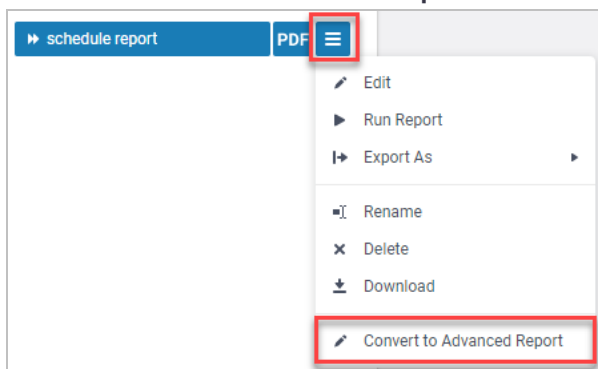 schedule report PDF
Edit
Run Report
Export As
Rename
Delete
Download
Convert to Advanced Report